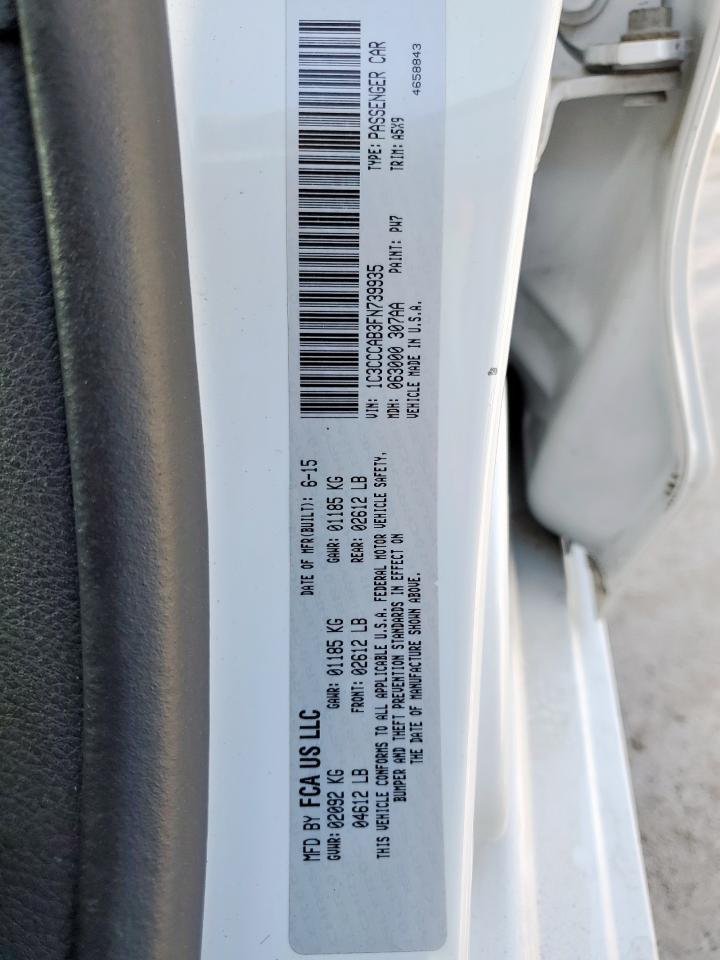 MFD BY FCA US LLC
DATE OF MFR(BUILT): 6-15
GVWR: 02092 KG
GAWR: 01185 KG
GAWR: 01185 KG
04612 LB
FRONT: 02612 LB
REAR: 02612 LB
THIS VEHICLE CONFORMS TO ALL APPLICABLE U.S.A. FEDERAL MOTOR VEHICLE SAFETY,
BUMPER AND THEFT PREVENTION STANDARDS IN EFFECT ON
THE DATE OF MANUFACTURE SHOWN ABOVE.
VIN: 1C3CCCAB3FN739935
TYPE: PASSENGER CAR
MDH: 063000 307AA
PAINT: PW7
TRIM: A5X9
VEHICLE MADE IN U.S.A.
4658843